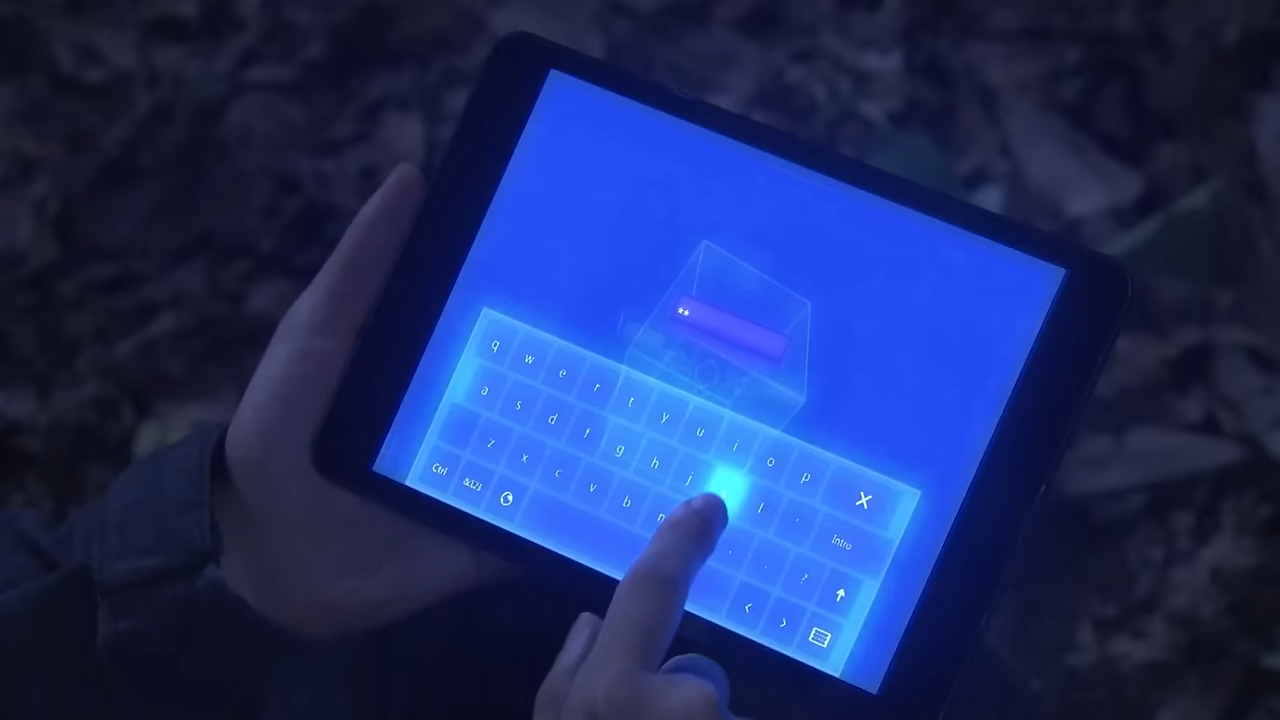 **
q w e r t y u i o p X
a s d f g h j l Intro
z x c v b n . . ?
Ctrl &123 < >